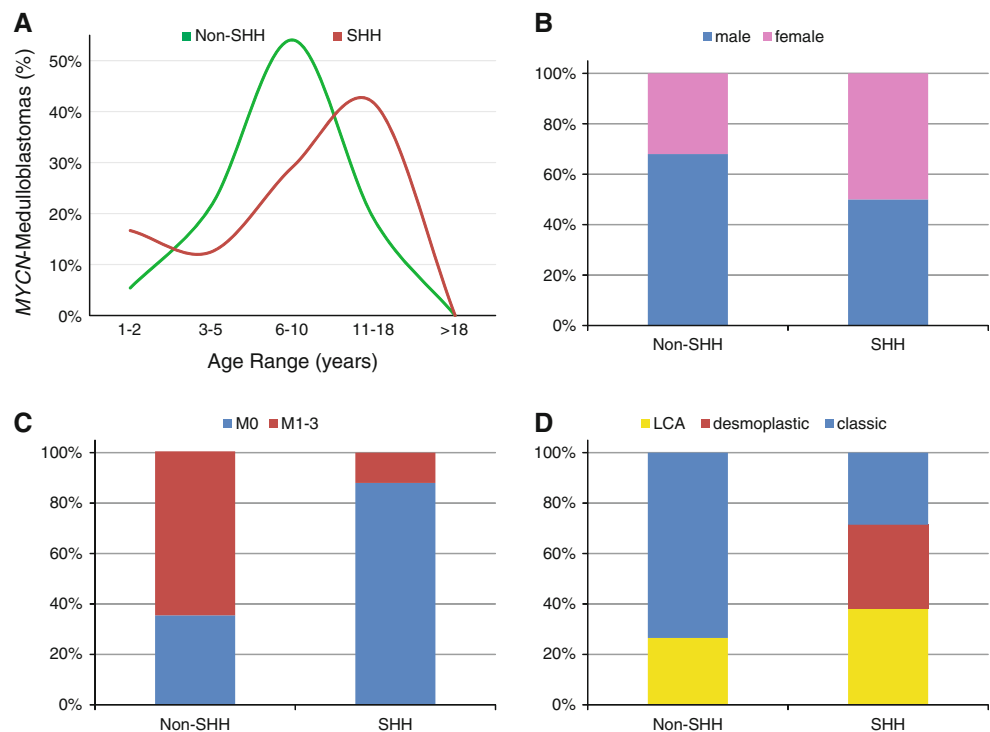 A
Non-SHH SHH
MYCN-Medulloblastomas (%)
50%
40%
30%
20%
10%
0%
1-2 3-5 6-10 11-18 >18
Age Range (years)
B
male female
100%
80%
60%
40%
20%
0%
Non-SHH SHH
C
M0 M1-3
100%
80%
60%
40%
20%
0%
Non-SHH SHH
D
LCA desmoplastic classic
100%
80%
60%
40%
20%
0%
Non-SHH SHH